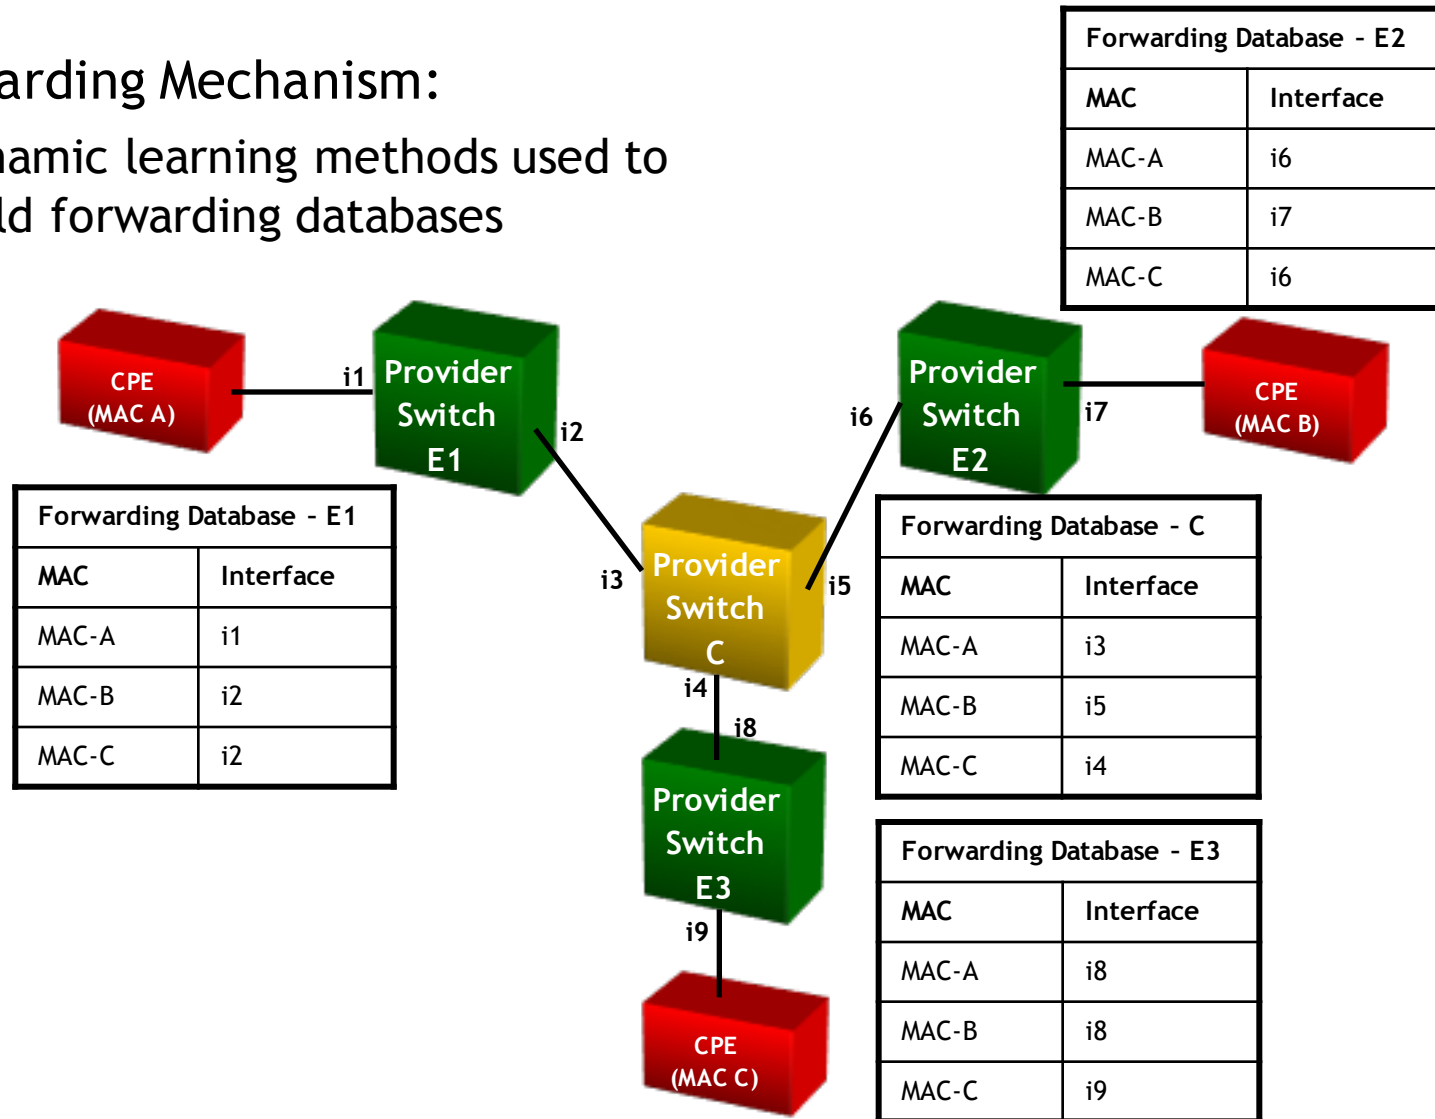 arding Mechanism:
namic learning methods used to
ld forwarding databases
Forwarding Database - E2
MAC Interface
MAC-A i6
MAC-B i7
MAC-C i6
CPE
(MAC A)
i1
Provider
Switch
E1
i2
i6
Provider
Switch
E2
i7
CPE
(MAC B)
Forwarding Database - E1
MAC Interface
MAC-A i1
MAC-B i2
MAC-C i2
i3
Provider
Switch
C
i5
i4
Forwarding Database - C
MAC Interface
MAC-A i3
MAC-B i5
MAC-C i4
i8
Provider
Switch
E3
i9
CPE
(MAC C)
Forwarding Database - E3
MAC Interface
MAC-A i8
MAC-B i8
MAC-C i9